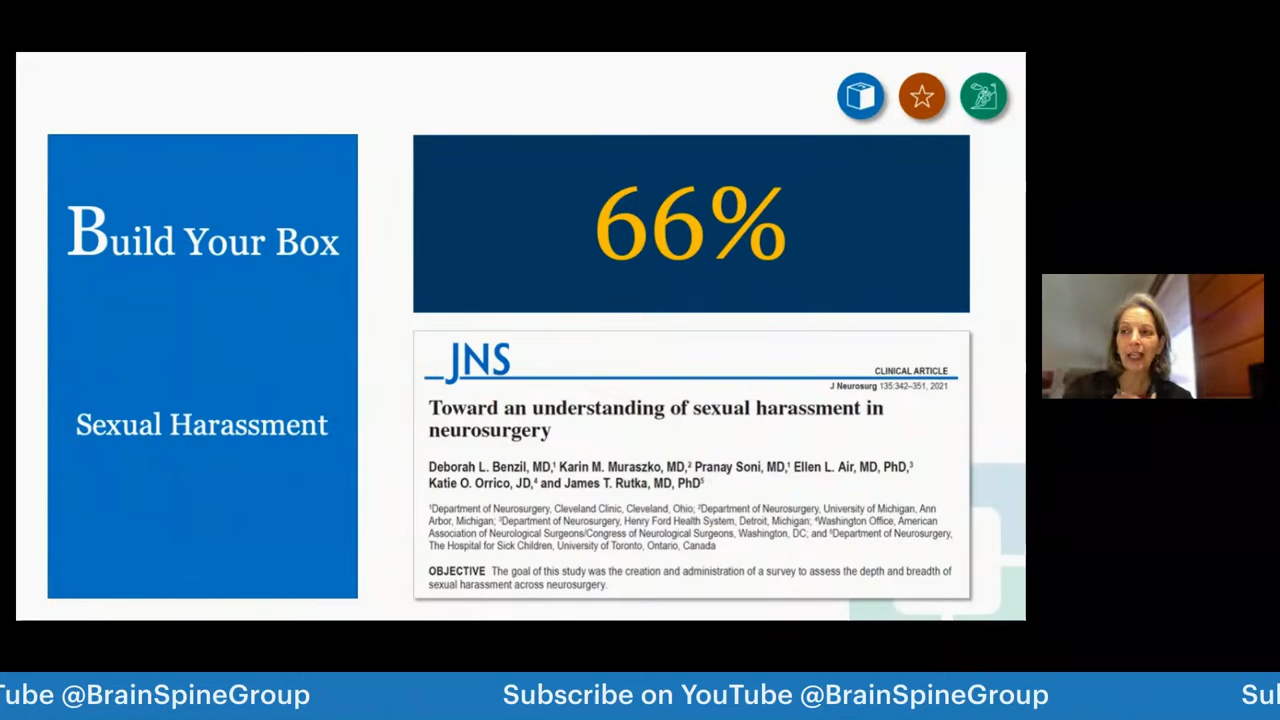 Build Your Box
Sexual Harassment
66%
JNS
CLINICAL ARTICLE
J Neurosurg 135:342–351, 2021
Toward an understanding of sexual harassment in
neurosurgery
Deborah L. Benzil, MD,¹ Karin M. Muraszko, MD,² Pranay Soni, MD,¹ Ellen L. Air, MD, PhD,³
Katie O. Orrico, JD,⁴ and James T. Rutka, MD, PhD⁵
¹Department of Neurosurgery, Cleveland Clinic, Cleveland, Ohio; ²Department of Neurosurgery, University of Michigan, Ann
Arbor, Michigan; ³Department of Neurosurgery, Henry Ford Health System, Detroit, Michigan; ⁴Washington Office, American
Association of Neurological Surgeons/Congress of Neurological Surgeons, Washington, DC; and ⁵Department of Neurosurgery,
The Hospital for Sick Children, University of Toronto, Ontario, Canada
OBJECTIVE The goal of this study was the creation and administration of a survey to assess the depth and breadth of
sexual harassment across neurosurgery.
Tube @BrainSpineGroup Subscribe on YouTube @BrainSpineGroup Sul